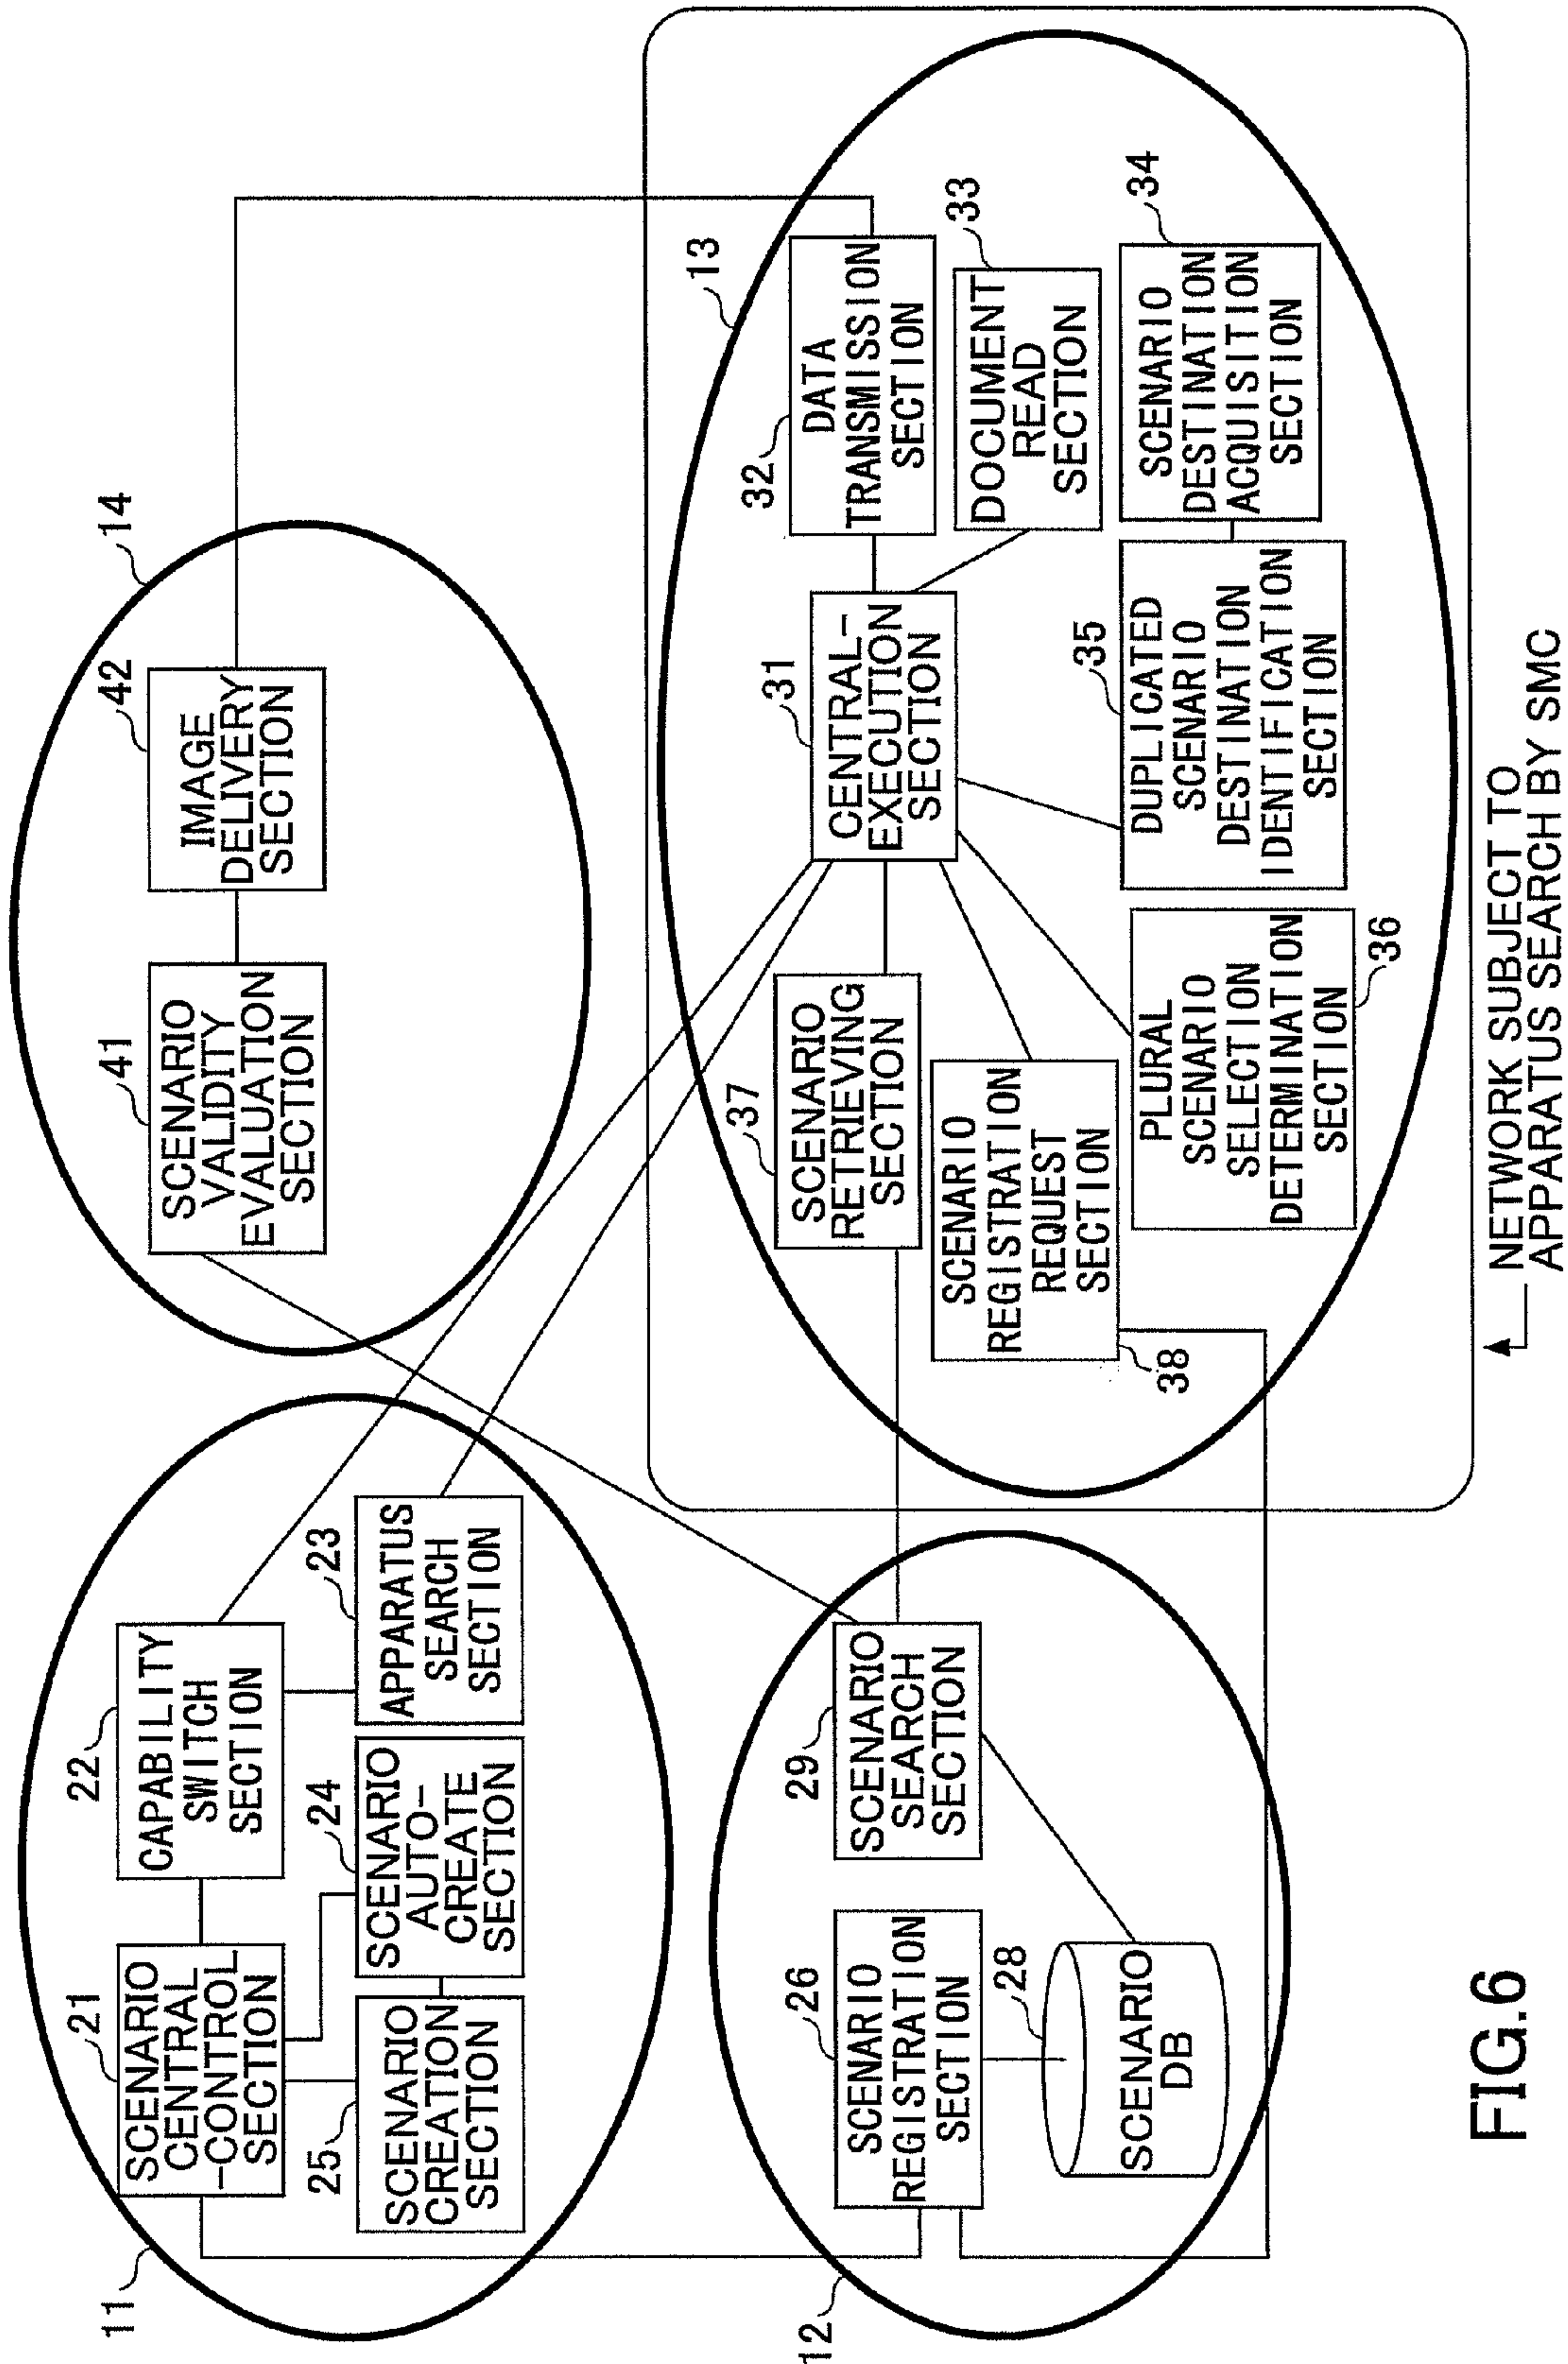 11
21
SCENARIO
CENTRAL
-CONTROL
SECTION
22
CAPABILITY
SWITCH
SECTION
23
APPARATUS
SEARCH
SECTION
24
SCENARIO
AUTO-
CREATE
SECTION
25
SCENARIO
CREATION
SECTION
14
41
SCENARIO
VALIDITY
EVALUATION
SECTION
42
IMAGE
DELIVERY
SECTION
12
26
SCENARIO
REGISTRATION
SECTION
28
SCENARIO
DB
29
SCENARIO
SEARCH
SECTION
13
37
SCENARIO
RETRIEVING
SECTION
31
CENTRAL-
EXECUTION
SECTION
32
DATA
TRANSMISSION
SECTION
33
DOCUMENT
READ
SECTION
34
SCENARIO
DESTINATION
ACQUISITION
SECTION
35
DUPLICATED
SCENARIO
DESTINATION
IDENTIFICATION
SECTION
PLURAL
SCENARIO
SELECTION
DETERMINATION
SECTION
36
SCENARIO
REGISTRATION
REQUEST
SECTION
38
NETWORK SUBJECT TO
APPARATUS SEARCH BY SMC
FIG.6